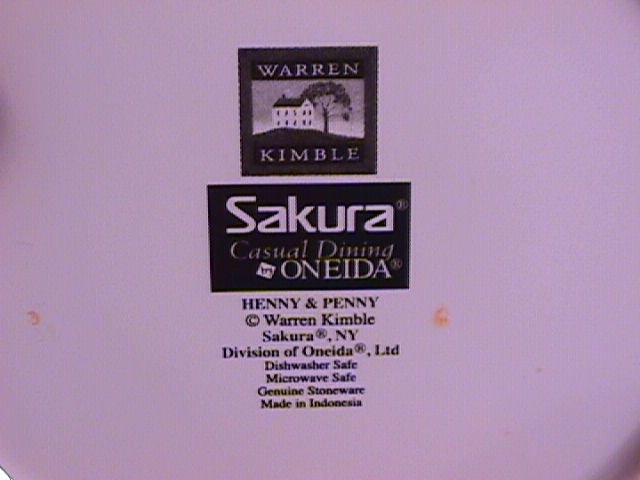 WARREN
KIMBLE
Sakura®
Casual Dining
by ONEIDA®
HENNY & PENNY
© Warren Kimble
Sakura®, NY
Division of Oneida®, Ltd
Dishwasher Safe
Microwave Safe
Genuine Stoneware
Made in Indonesia